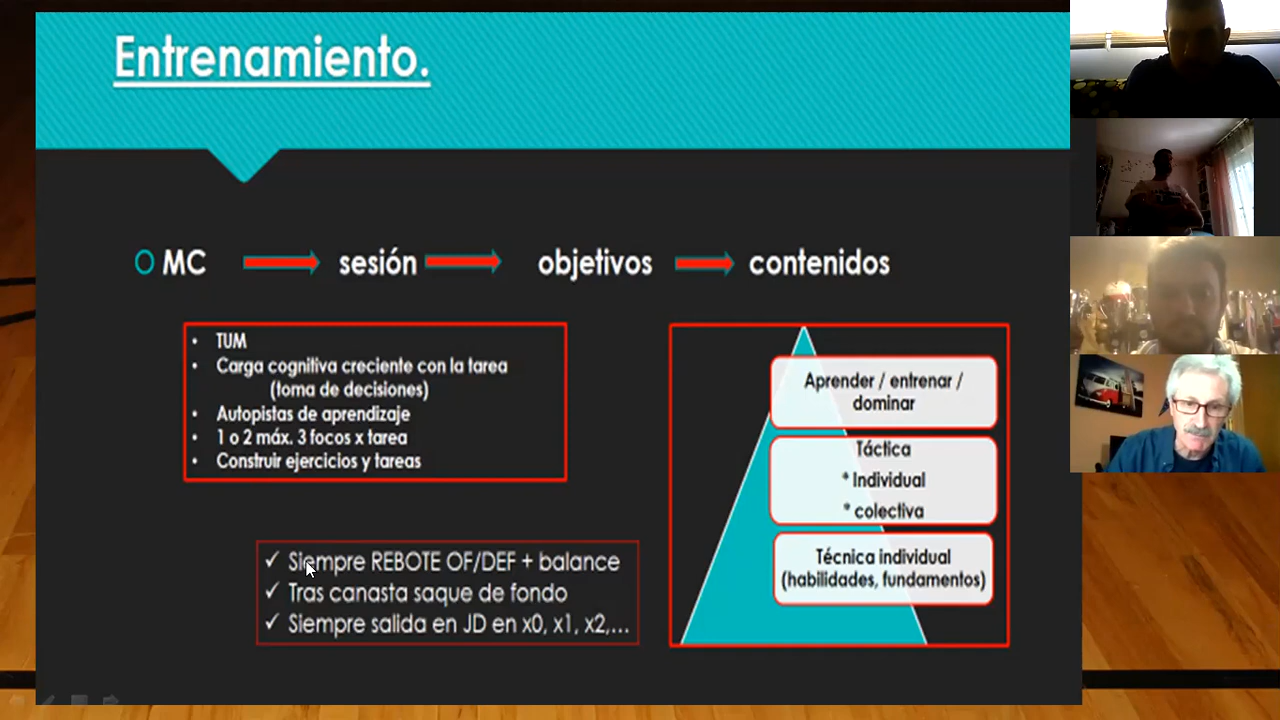 Entrenamiento.
MC sesión objetivos contenidos
• TUM
• Carga cognitiva creciente con la tarea
(toma de decisiones)
• Autopistas de aprendizaje
• 1 o 2 máx. 3 focos x tarea
• Construir ejercicios y tareas
Aprender / entrenar /
dominar
Táctica
* Individual
* colectiva
Técnica individual
(habilidades, fundamentos)
✓ Siempre REBOTE OF/DEF + balance
✓ Tras canasta saque de fondo
✓ Siempre salida en JD en x0, x1, x2,...